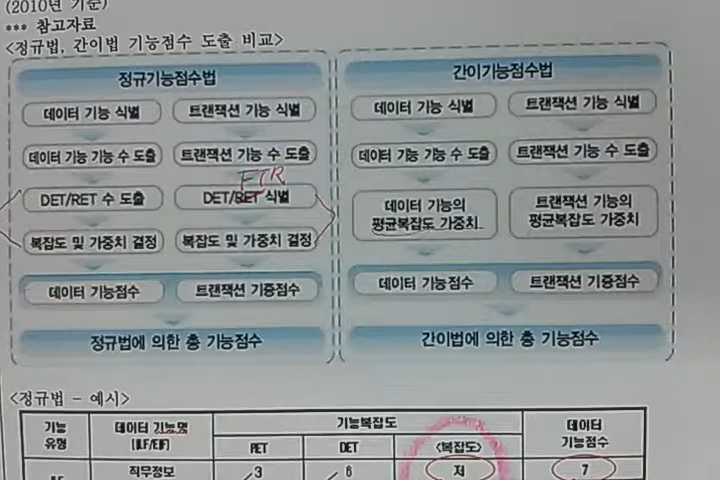 (2010년 기준)
*** 참고자료
<정규법, 간이법 기능점수 도출 비교>
정규기능점수법
데이터 기능 식별
트랜잭션 기능 식별
데이터 기능 기능 수 도출
트랜잭션 기능 수 도출
FTR
DET/RET 수 도출
DET/RET 식별
복잡도 및 가중치 결정
복잡도 및 가중치 결정
데이터 기능점수
트랜잭션 기증점수
정규법에 의한 총 기능점수
간이기능점수법
데이터 기능 식별
트랜잭션 기능 식별
데이터 기능 기능 수 도출
트랜잭션 기능 수 도출
데이터 기능의
평균복잡도 가중치
트랜잭션 기능의
평균복잡도 가중치
데이터 기능점수
트랜잭션 기증점수
간이법에 의한 총 기능점수
<정규법 - 예시>
기능
유형
데이터 기능명
[ILF/EIF]
기능복잡도
RET
DET
<복잡도>
데이터
기능점수
직무정보
3
6
저
7